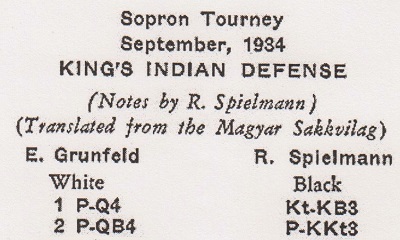 Sopron Tourney
September, 1934
KING'S INDIAN DEFENSE
(Notes by R. Spielmann)
(Translated from the Magyar Sakkvilag)
E. Grunfeld R. Spielmann
White Black
1 P-Q4 Kt-KB3
2 P-QB4 P-KKt3